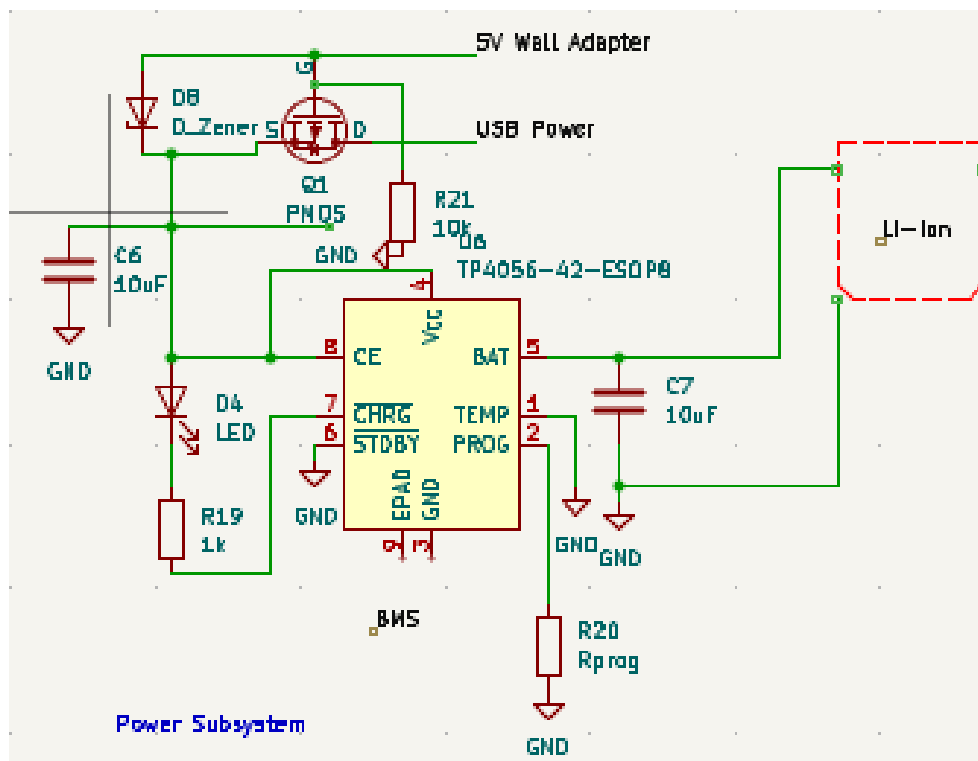 5V Wall Adapter
G
D8
D_Zener
S
D
USB Power
Q1
PMOS
R21
10k
GND
U6
TP4056-42-ESOP8
Li-Ion
C6
10uF
GND
4
VCC
8
CE
BAT
5
C7
10uF
D4
LED
7
CHRG
TEMP
1
6
STDBY
PROG
2
GND
EPAD
GND
9
3
GND
GND
R19
1k
BMS
R20
Rprog
GND
Power Subsystem